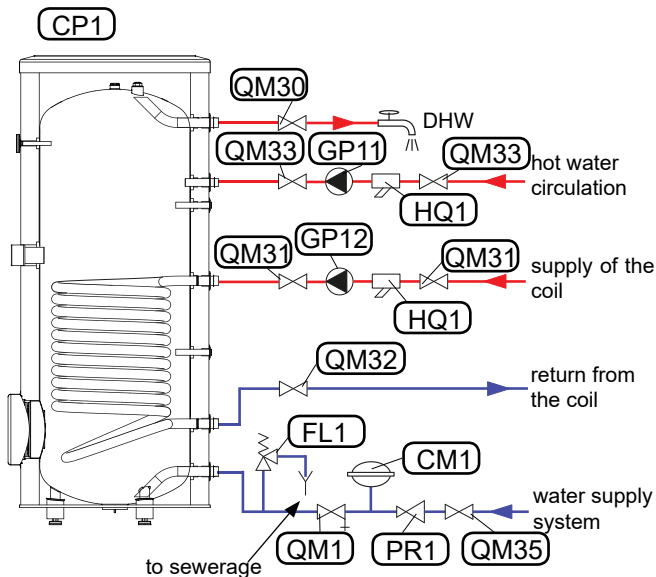 CP1
QM30
DHW
QM33
GP11
QM33
hot water
circulation
HQ1
GP12
QM31
QM31
supply of the
coil
HQ1
QM32
return from
the coil
FL1
CM1
water supply
system
to sewerage
QM1
PR1
QM35